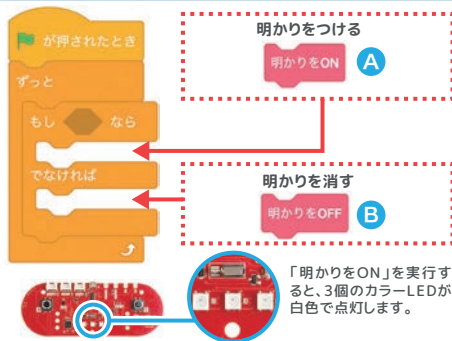 が押されたとき
ずっと
もし なら
でなければ
明かりをつける
明かりをON
A
明かりを消す
明かりをOFF
B
「明かりをON」を実行す
ると、3個のカラーLEDが
白色で点灯します。